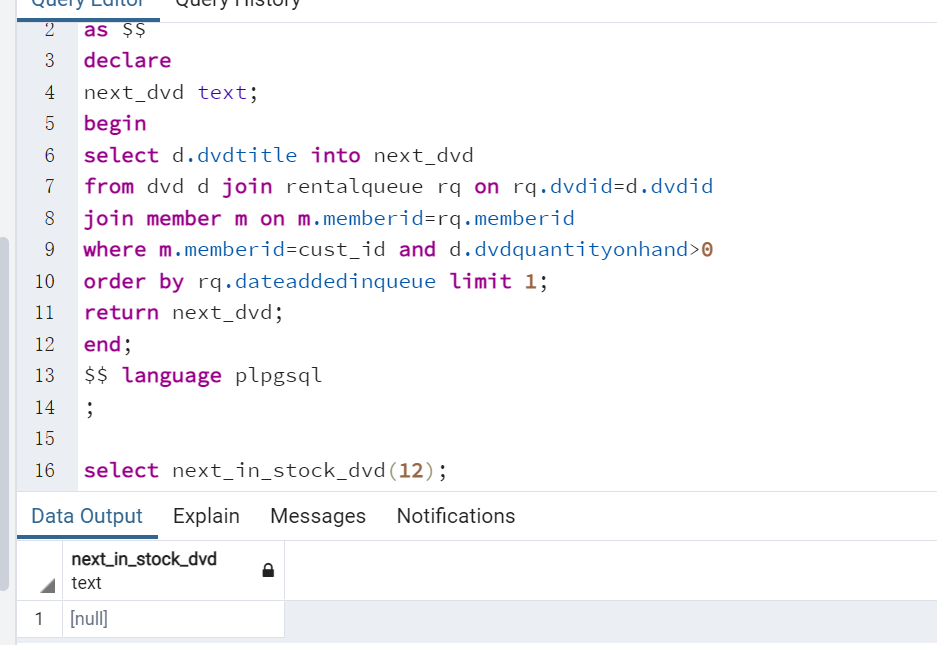 Query Editor Query History
2 as $$
3 declare
4 next_dvd text;
5 begin
6 select d.dvdtitle into next_dvd
7 from dvd d join rentalqueue rq on rq.dvdid=d.dvdid
8 join member m on m.memberid=rq.memberid
9 where m.memberid=cust_id and d.dvdquantityonhand>0
10 order by rq.dateaddedinqueue limit 1;
11 return next_dvd;
12 end;
13 $$ language plpgsql
14 ;
15
16 select next_in_stock_dvd(12);
Data Output Explain Messages Notifications
next_in_stock_dvd
text
1 [null]